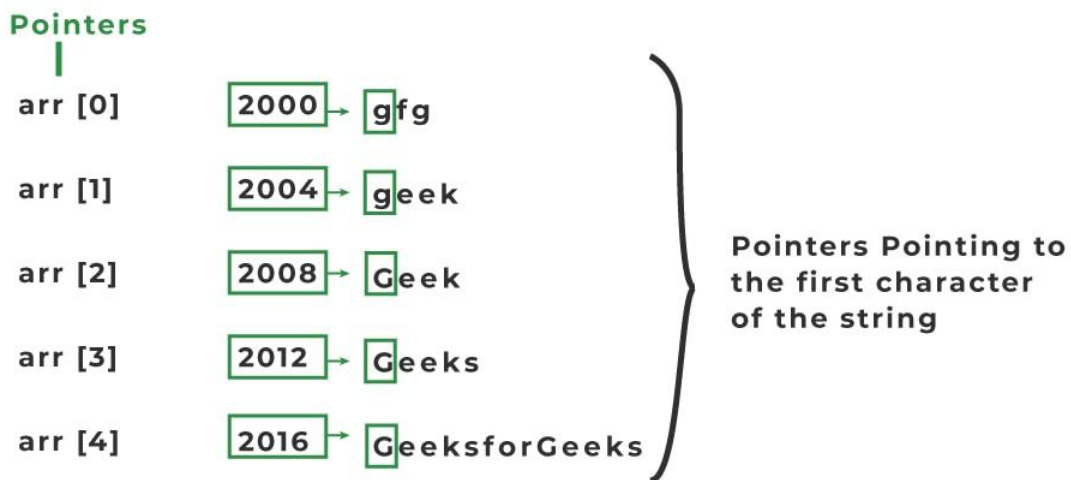 Pointers
arr [0] 2000 gfg
arr [1] 2004 geek
arr [2] 2008 Geek
arr [3] 2012 Geeks
arr [4] 2016 GeeksforGeeks
Pointers Pointing to
the first character
of the string